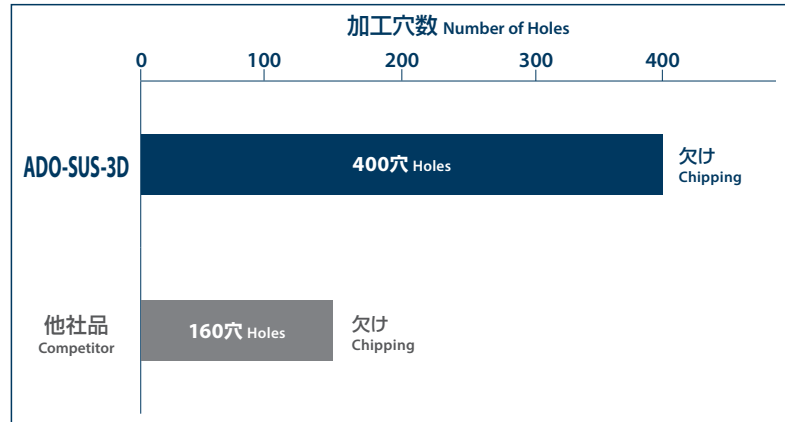 加工穴数 Number of Holes
0 100 200 300 400
ADO-SUS-3D
400穴 Holes
欠け
Chipping
他社品
Competitor
160穴 Holes
欠け
Chipping